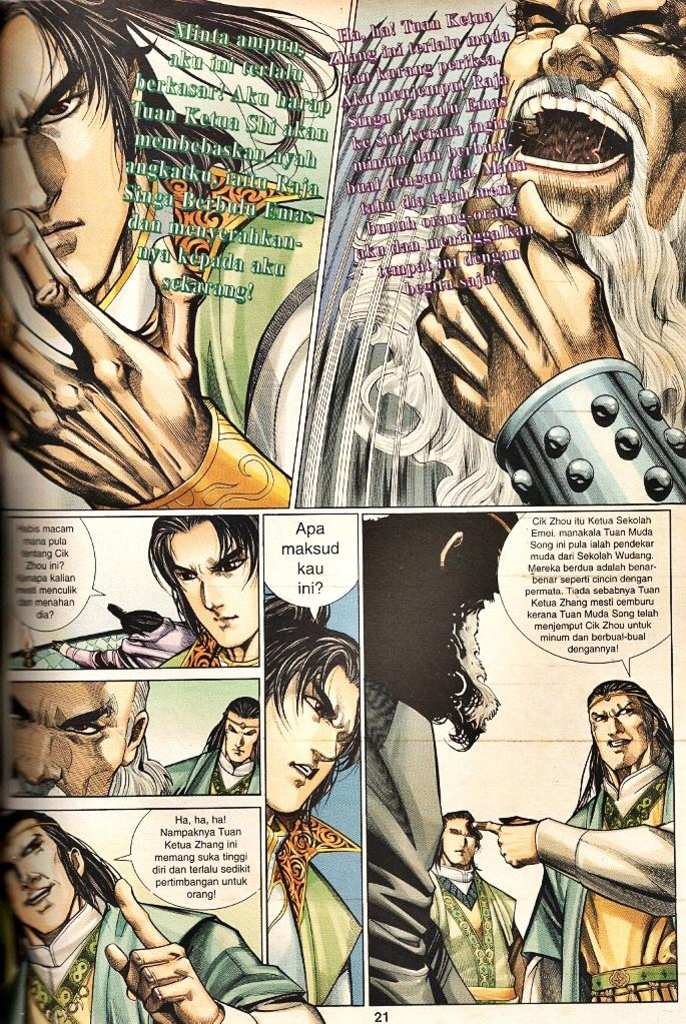 Minta ampun,
aku ini terlalu
berkasar! Aku harap
Tuan Ketua Shi akan
membebaskan ayah
angkatku, iaitu Raja
Singa Berbulu Emas
dan menyerahkan-
nya kepada aku
sekarang!
Ha, ha! Tuan Ketua
Zhang ini terlalu muda
dan kurang periksa.
Aku menjemput Raja
Singa Berbulu Emas
ke sini kerana ingin
minum dan berbual-
bual dengan dia.
tahu dia telah
bunuh orang-orang
aku dan meninggalkan
tempat ini dengan
begitu saja!
Habis macam
mana pula
tentang Cik
Zhou ini?
Kenapa kalian
mesti menculik
dan menahan
dia?
Apa
maksud
kau
ini?
Cik Zhou itu Ketua Sekolah
Emei, manakala Tuan Muda
Song ini pula ialah pendekar
muda dari Sekolah Wudang.
Mereka berdua adalah benar-
benar seperti cincin dengan
permata. Tiada sebabnya Tuan
Ketua Zhang mesti cemburu
kerana Tuan Muda Song telah
menjemput Cik Zhou untuk
minum dan berbual-bual
dengannya!
Ha, ha, ha!
Nampaknya Tuan
Ketua Zhang ini
memang suka tinggi
diri dan terlalu sedikit
pertimbangan untuk
orang!
21